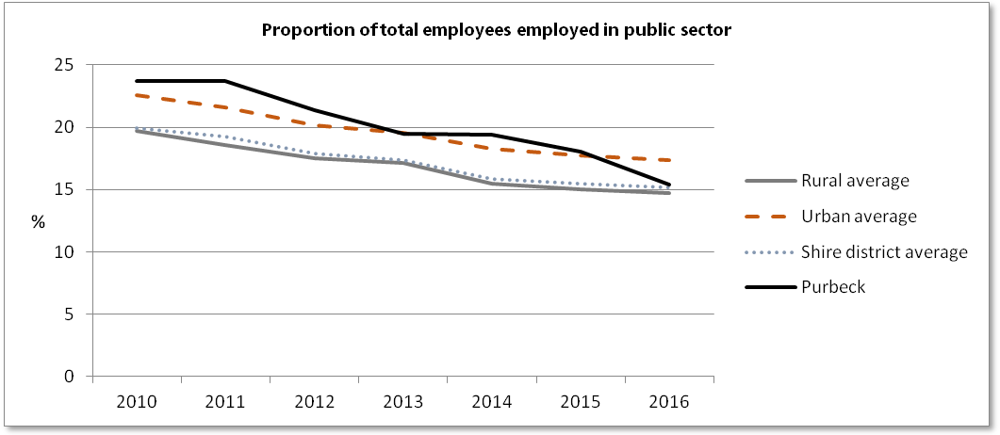 Proportion of total employees employed in public sector
25
20
15
10
5
0
%
2010 2011 2012 2013 2014 2015 2016
Rural average
Urban average
Shire district average
Purbeck